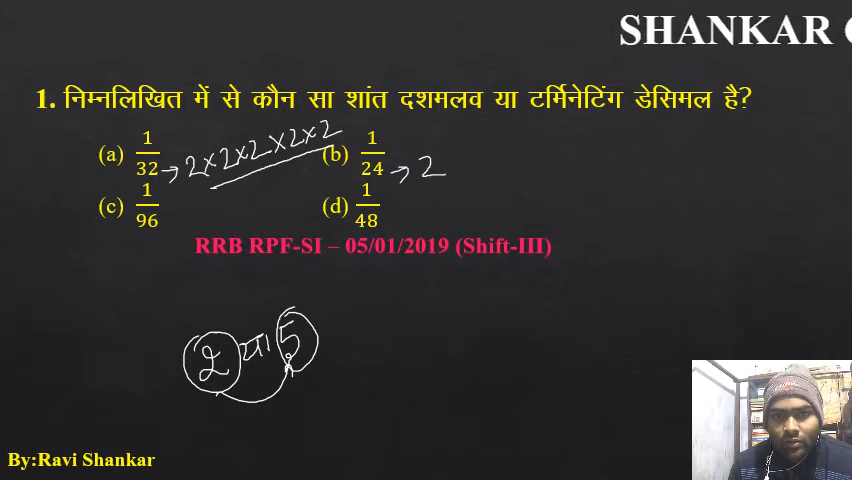 SHANKAR
1. निम्नलिखित में से कौन सा शांत दशमलव या टर्मिनेटिंग डेसिमल है?
(a) 1/32 → 2×2×2×2×2 (b) 1/24 → 2
(c) 1/96 (d) 1/48
RRB RPF-SI – 05/01/2019 (Shift-III)
2 या 5
By:Ravi Shankar